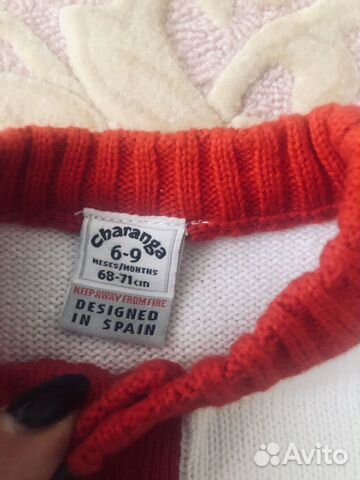 charanga
6-9
MESES/MONTHS
68-71cm
KEEP AWAY FROM FIRE
DESIGNED
IN SPAIN
Avito